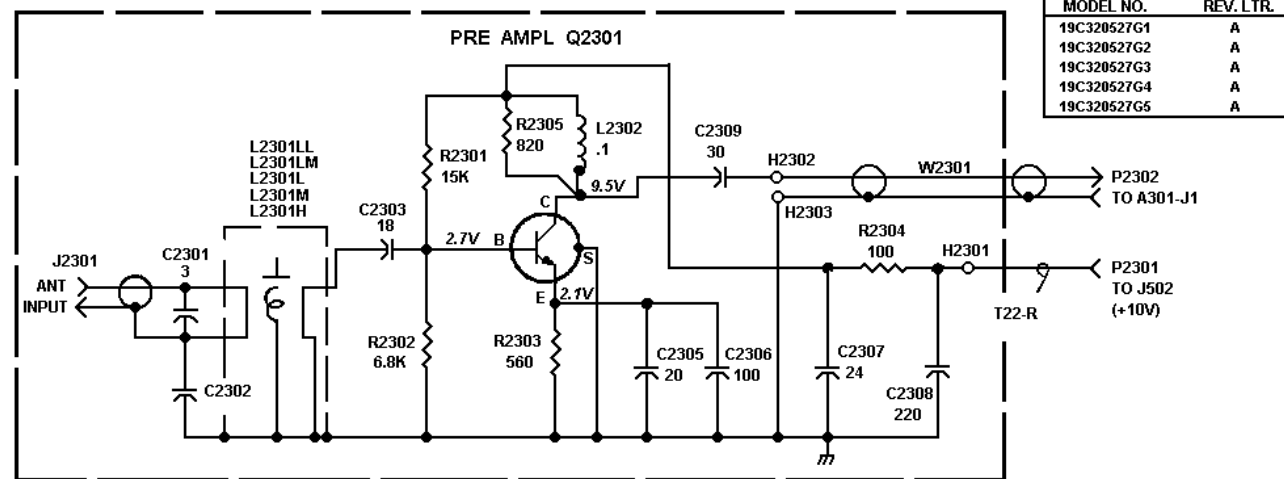 MODEL NO. REV. LTR.
19C320527G1 A
19C320527G2 A
19C320527G3 A
19C320527G4 A
19C320527G5 A
PRE AMPL Q2301
L2301LL
L2301LM
L2301L
L2301M
L2301H
R2301
15K
R2305
820
L2302
.1
9.5V
C2309
30
H2302
W2301
P2302
TO A301-J1
H2303
C2303
18
2.7V
B
C
S
E
2.1V
J2301
ANT
INPUT
C2301
3
C2302
R2302
6.8K
R2303
560
C2305
20
C2306
100
R2304
100
H2301
P2301
TO J502
(+10V)
T22-R
C2307
24
C2308
220